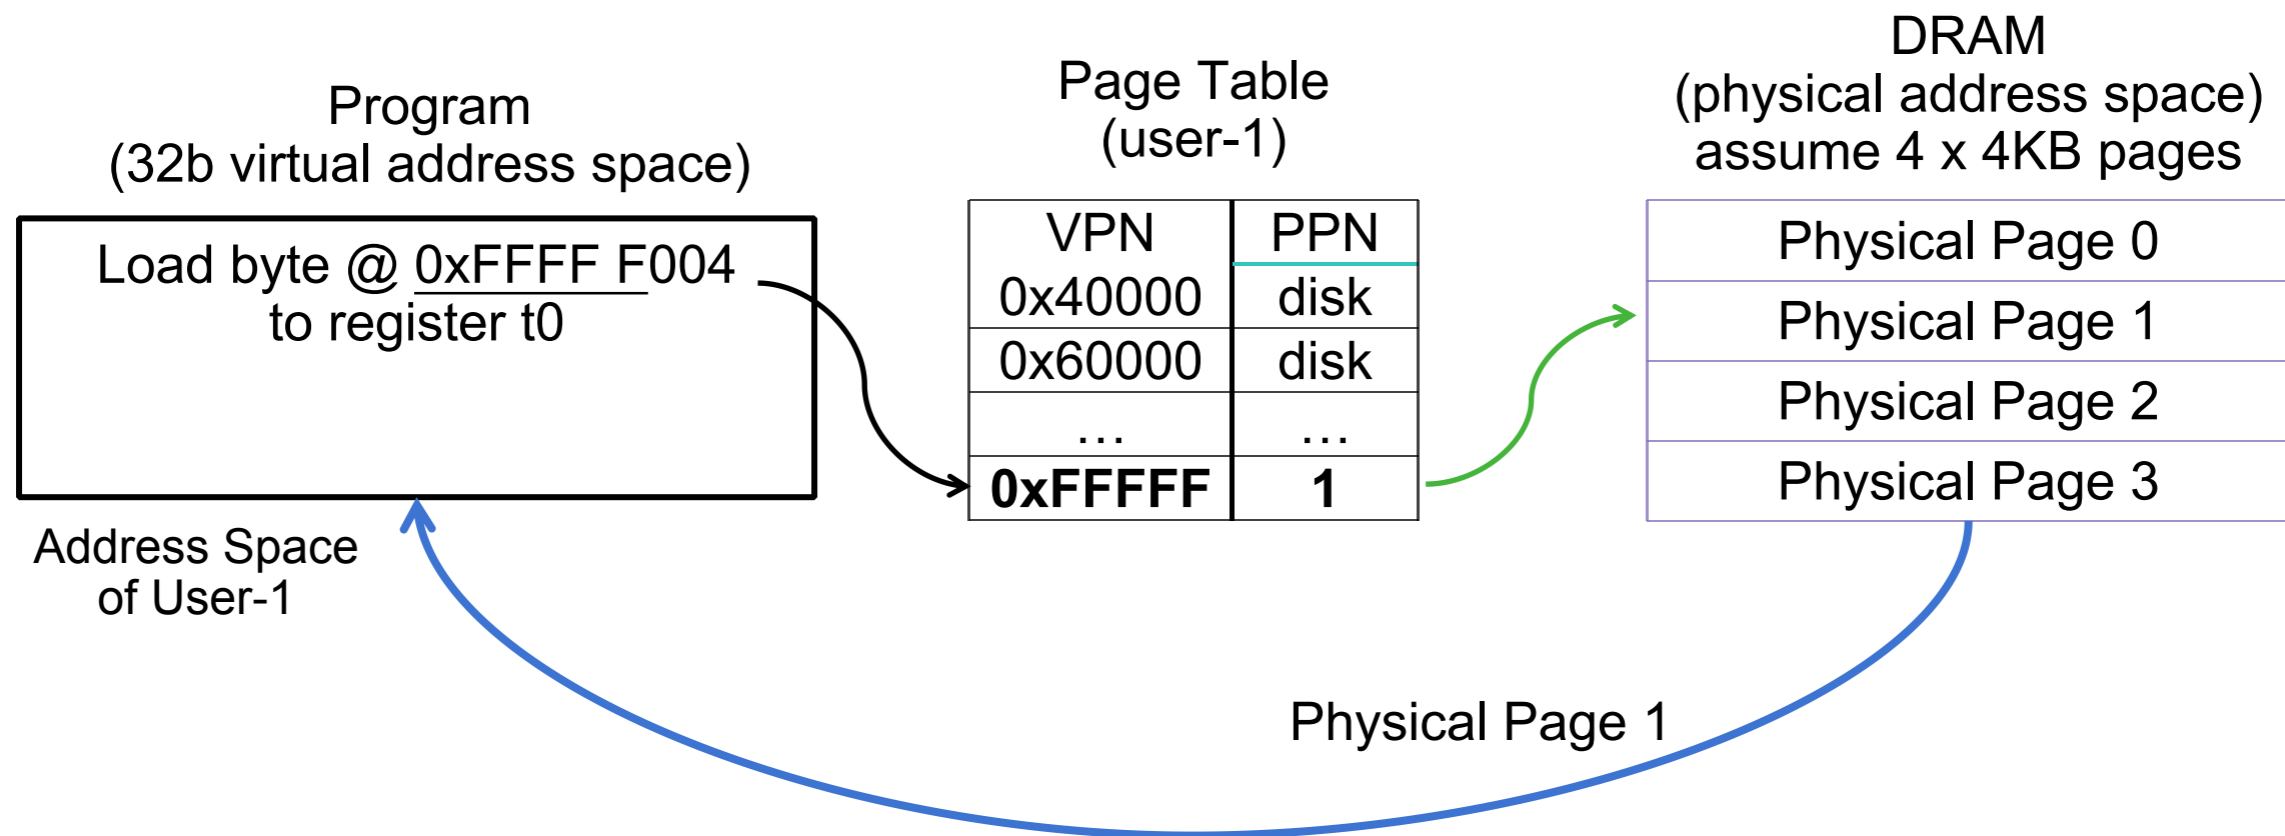 Program
(32b virtual address space)
Load byte @ 0xFFFF F004
to register t0
Address Space
of User-1
Page Table
(user-1)
VPN PPN
0x40000 disk
0x60000 disk
… …
0xFFFFF 1
DRAM
(physical address space)
assume 4 x 4KB pages
Physical Page 0
Physical Page 1
Physical Page 2
Physical Page 3
Physical Page 1